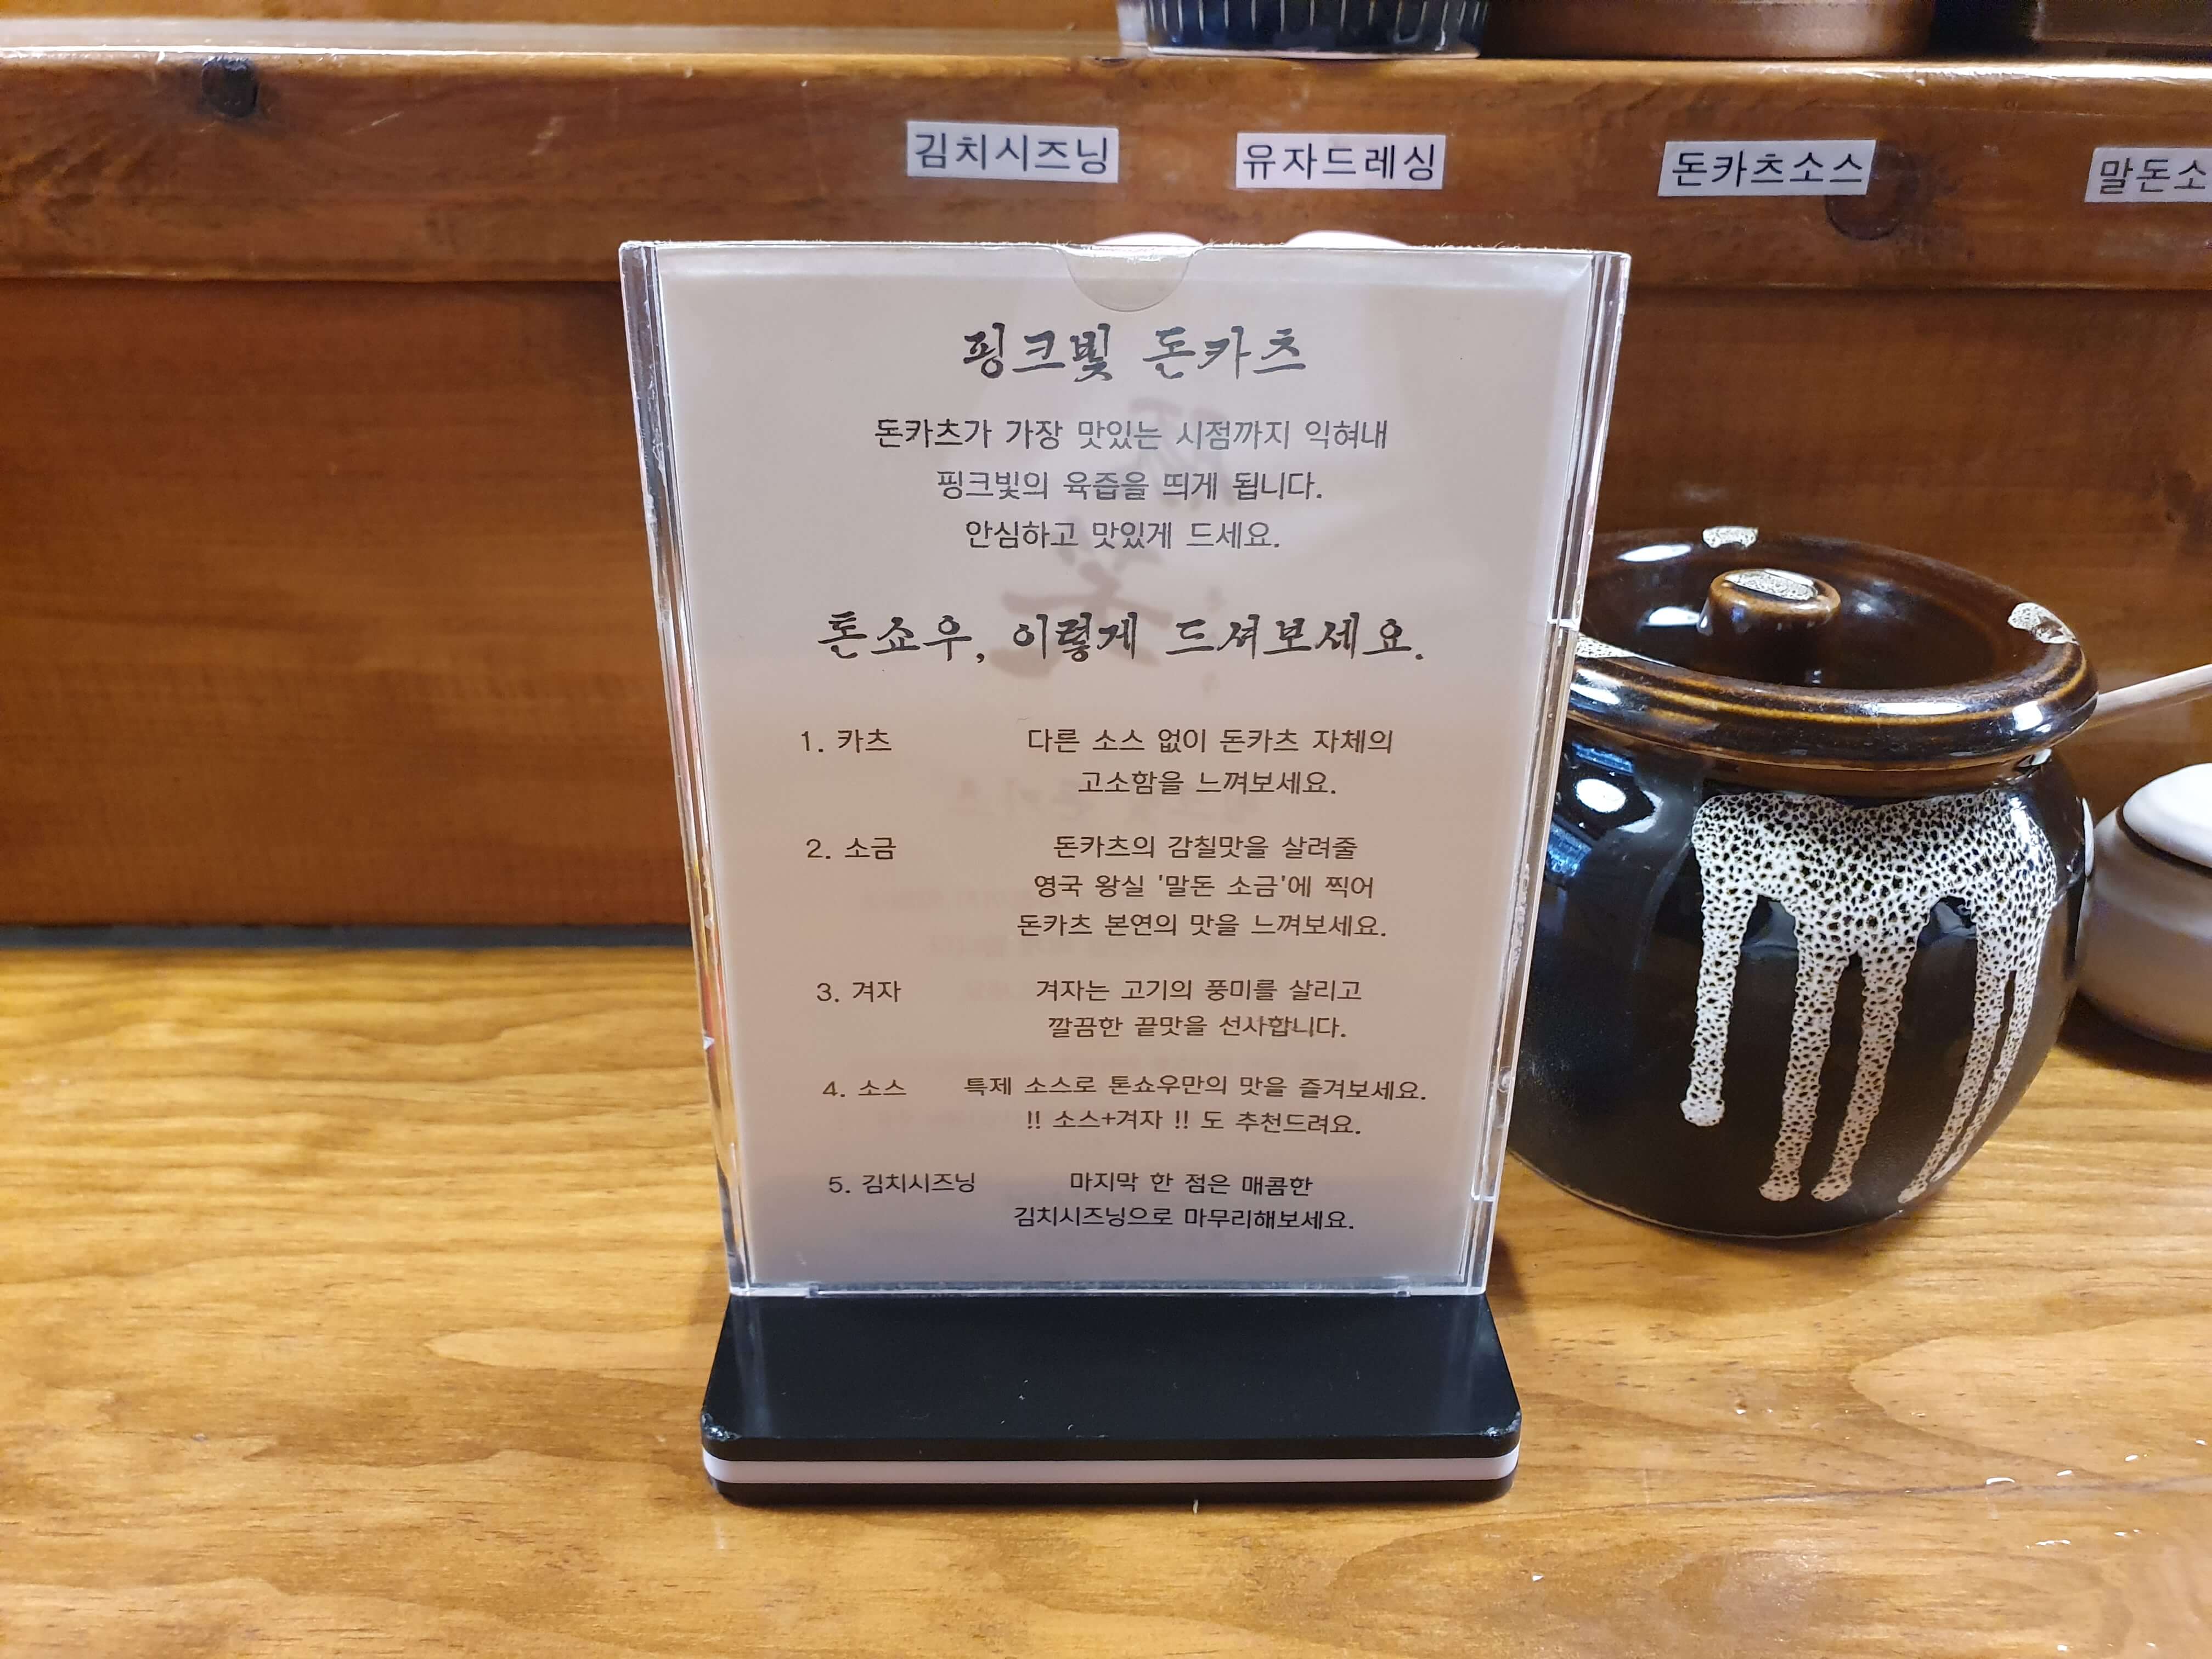 김치시즈닝
유자드레싱
돈카츠소스
말돈소
핑크빛 돈카츠
돈카츠가 가장 맛있는 시점까지 익혀내
핑크빛의 육즙을 띄게 됩니다.
안심하고 맛있게 드세요.
톤쇼우, 이렇게 드셔보세요.
1. 카츠 다른 소스 없이 돈카츠 자체의
고소함을 느껴보세요.
2. 소금 돈카츠의 감칠맛을 살려줄
영국 왕실 '말돈 소금'에 찍어
돈카츠 본연의 맛을 느껴보세요.
3. 겨자 겨자는 고기의 풍미를 살리고
깔끔한 끝맛을 선사합니다.
4. 소스 특제 소스로 톤쇼우만의 맛을 즐겨보세요.
!! 소스+겨자 !! 도 추천드려요.
5. 김치시즈닝 마지막 한 점은 매콤한
김치시즈닝으로 마무리해보세요.